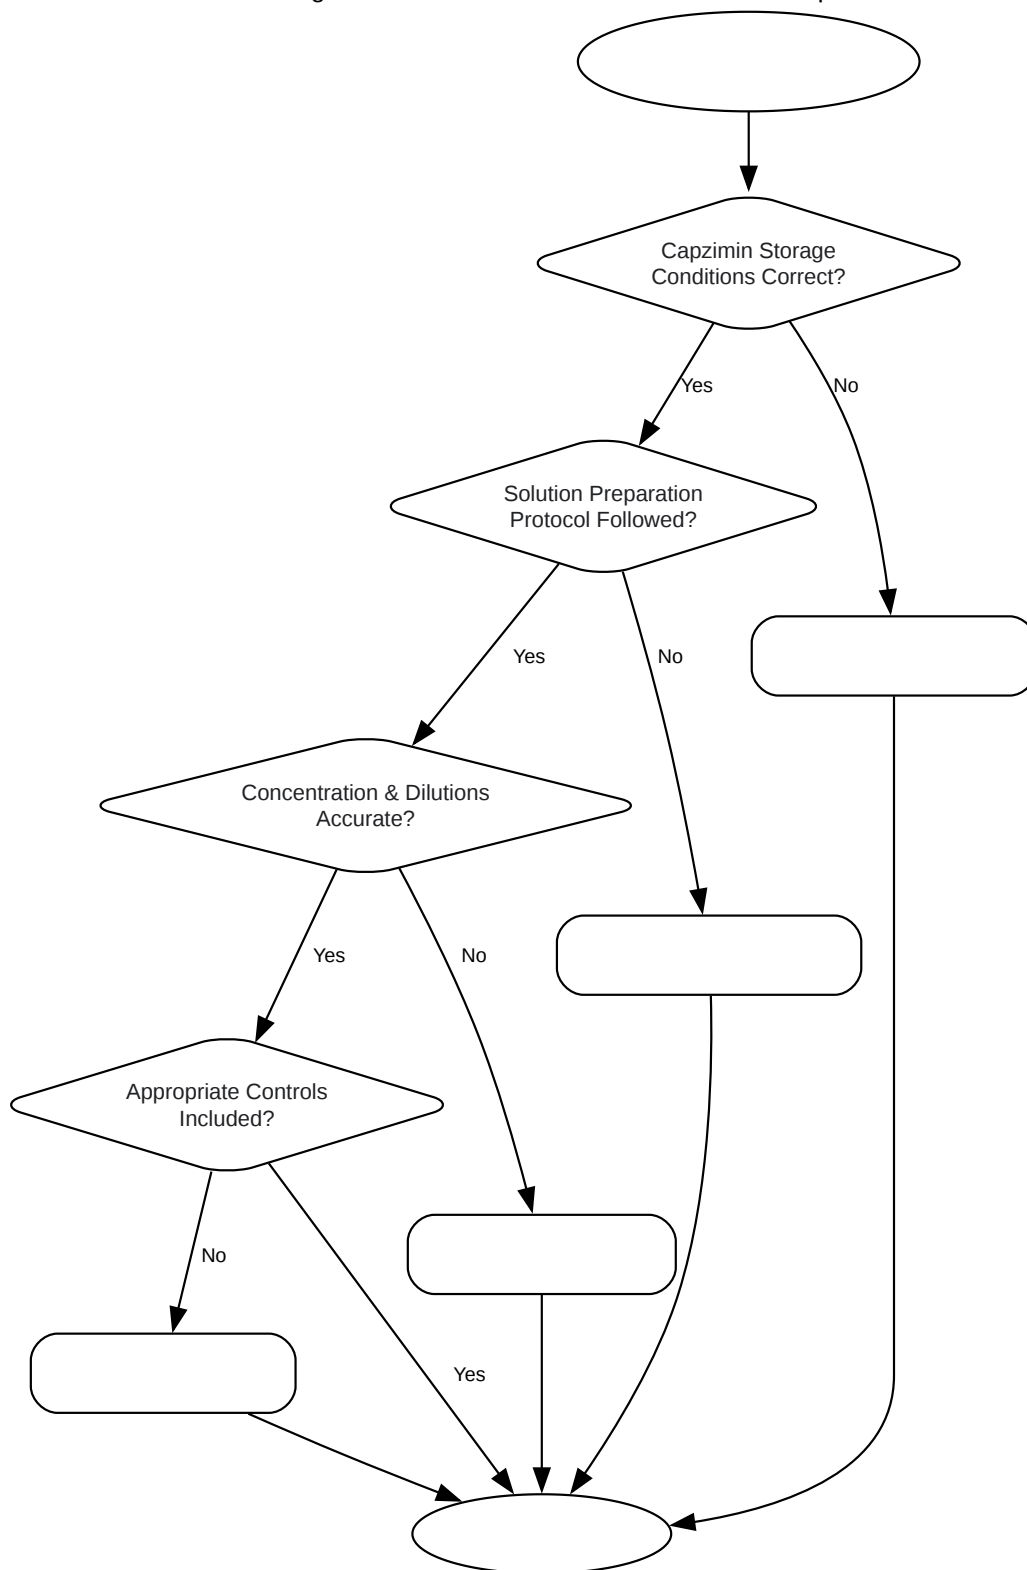 Capzimin Storage
Conditions Correct?
Yes
No
Solution Preparation
Protocol Followed?
Yes
No
Concentration & Dilutions
Accurate?
Yes
No
Appropriate Controls
Included?
No
Yes